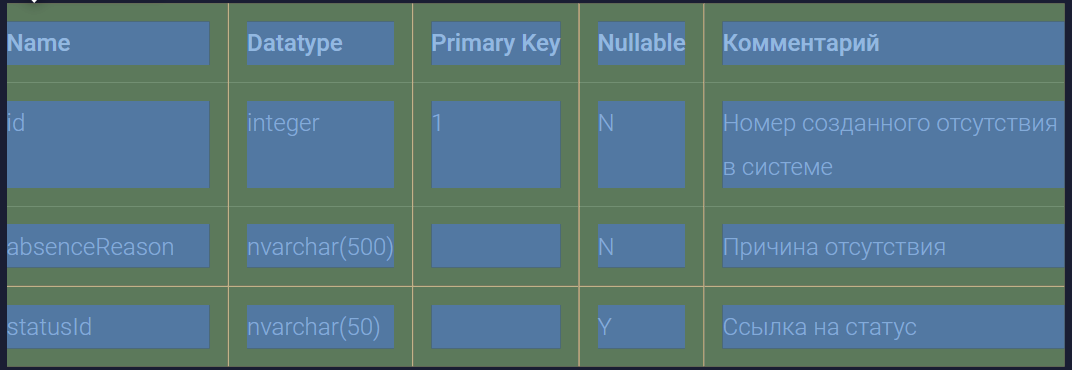 Name Datatype Primary Key Nullable Комментарий
id integer 1 N Номер созданного отсутствия
в системе
absenceReason nvarchar(500) N Причина отсутствия
statusId nvarchar(50) Y Ссылка на статус